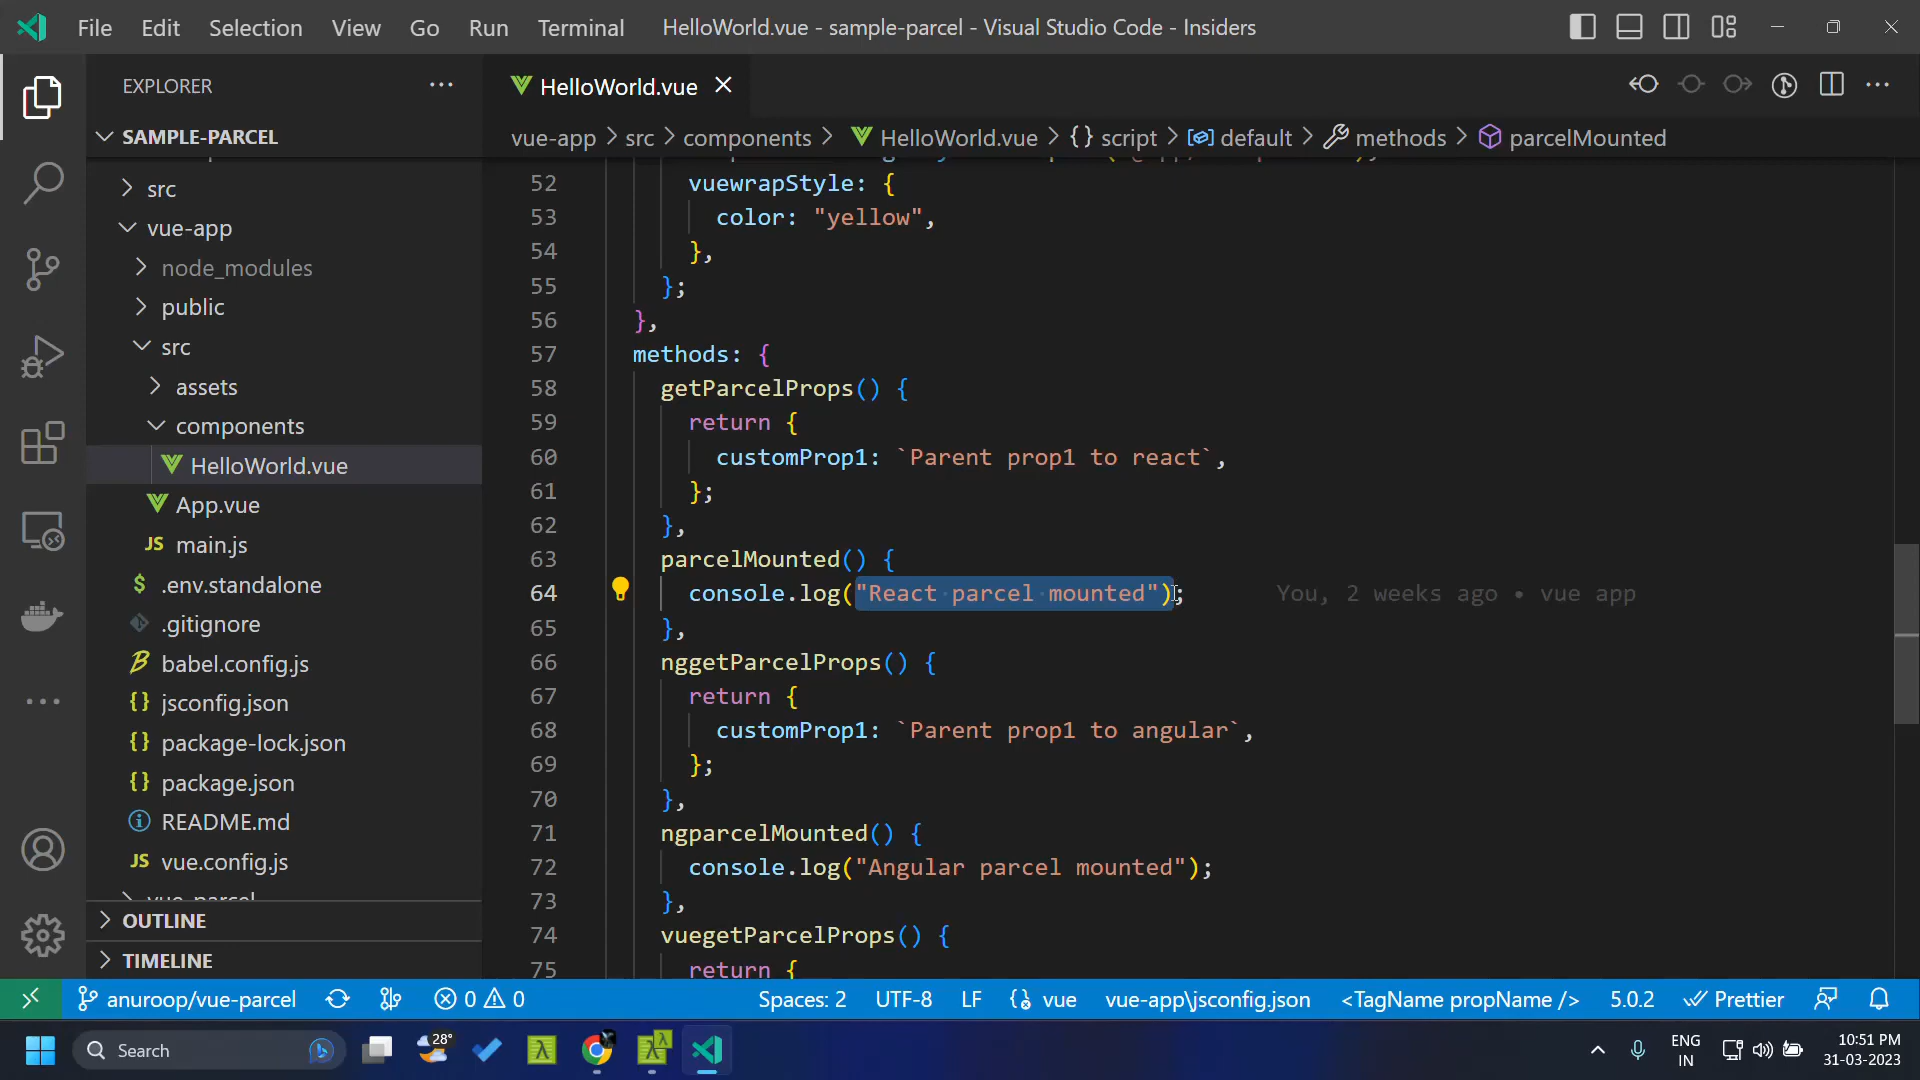 File Edit Selection View Go Run Terminal HelloWorld.vue - sample-parcel - Visual Studio Code - Insiders
EXPLORER
HelloWorld.vue
SAMPLE-PARCEL
vue-app > src > components > HelloWorld.vue > {} script > default > methods > parcelMounted
src
vue-app
node_modules
public
src
assets
components
HelloWorld.vue
App.vue
JS main.js
$ .env.standalone
.gitignore
babel.config.js
{} jsconfig.json
{} package-lock.json
{} package.json
README.md
JS vue.config.js
OUTLINE
TIMELINE
52 vuewrapStyle: {
53 color: "yellow",
54 },
55 };
56 },
57 methods: {
58 getParcelProps() {
59 return {
60 customProp1: `Parent prop1 to react`,
61 };
62 },
63 parcelMounted() {
64 console.log("React parcel mounted"); You, 2 weeks ago • vue app
65 },
66 nggetParcelProps() {
67 return {
68 customProp1: `Parent prop1 to angular`,
69 };
70 },
71 ngparcelMounted() {
72 console.log("Angular parcel mounted");
73 },
74 vuegetParcelProps() {
75 return {
anuroop/vue-parcel 0 0 Spaces: 2 UTF-8 LF vue vue-app\jsconfig.json <TagName propName /> 5.0.2 Prettier
Search 28° ENG IN 10:51 PM 31-03-2023